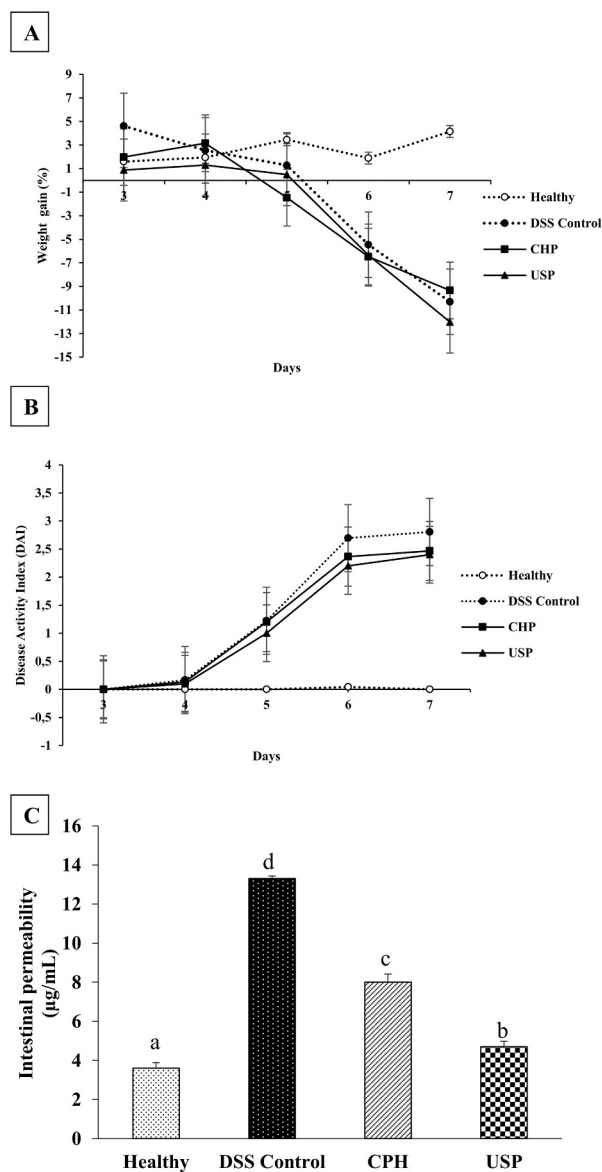 A
9
7
5
3
1
-1
-3
-5
-7
-9
-11
-13
-15
Weight gain (%)
3 4 5 6 7
Days
Healthy
DSS Control
CHP
USP
B
4
3,5
3
2,5
2
1,5
1
0,5
0
-0,5
-1
Disease Activity Index (DAI)
3 4 5 6 7
Days
Healthy
DSS Control
CHP
USP
C
16
14
12
10
8
6
4
2
0
Intestinal permeability
(µg/mL)
a
d
c
b
Healthy DSS Control CPH USP